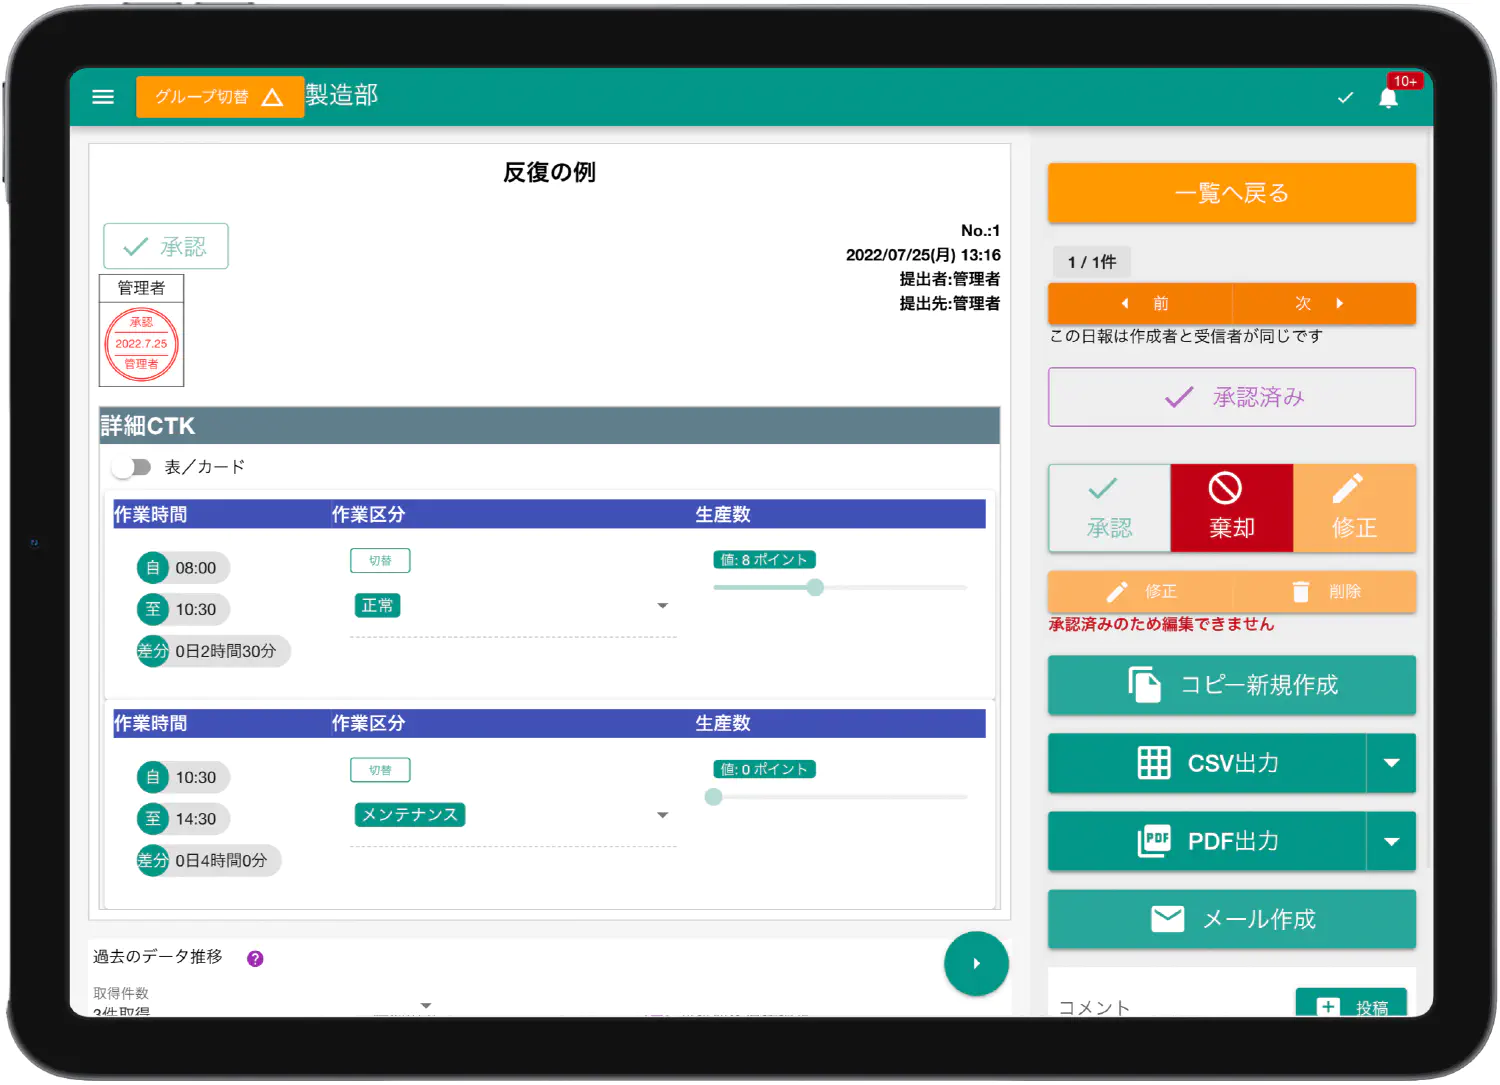 グループ切替
製造部
10+
反復の例
承認
No.:1
2022/07/25(月) 13:16
提出者:管理者
提出先:管理者
管理者
承認
2022.7.25
管理者
詳細CTK
表／カード
作業時間 作業区分 生産数
自 08:00
至 10:30
差分 0日2時間30分
切替
正常
値: 8 ポイント
作業時間 作業区分 生産数
自 10:30
至 14:30
差分 0日4時間0分
切替
メンテナンス
値: 0 ポイント
過去のデータ推移 ?
取得件数
3件取得
一覧へ戻る
1 / 1件
前 次
この日報は作成者と受信者が同じです
承認済み
承認 棄却 修正
修正 削除
承認済みのため編集できません
コピー新規作成
CSV出力
PDF PDF出力
メール作成
コメント 投稿